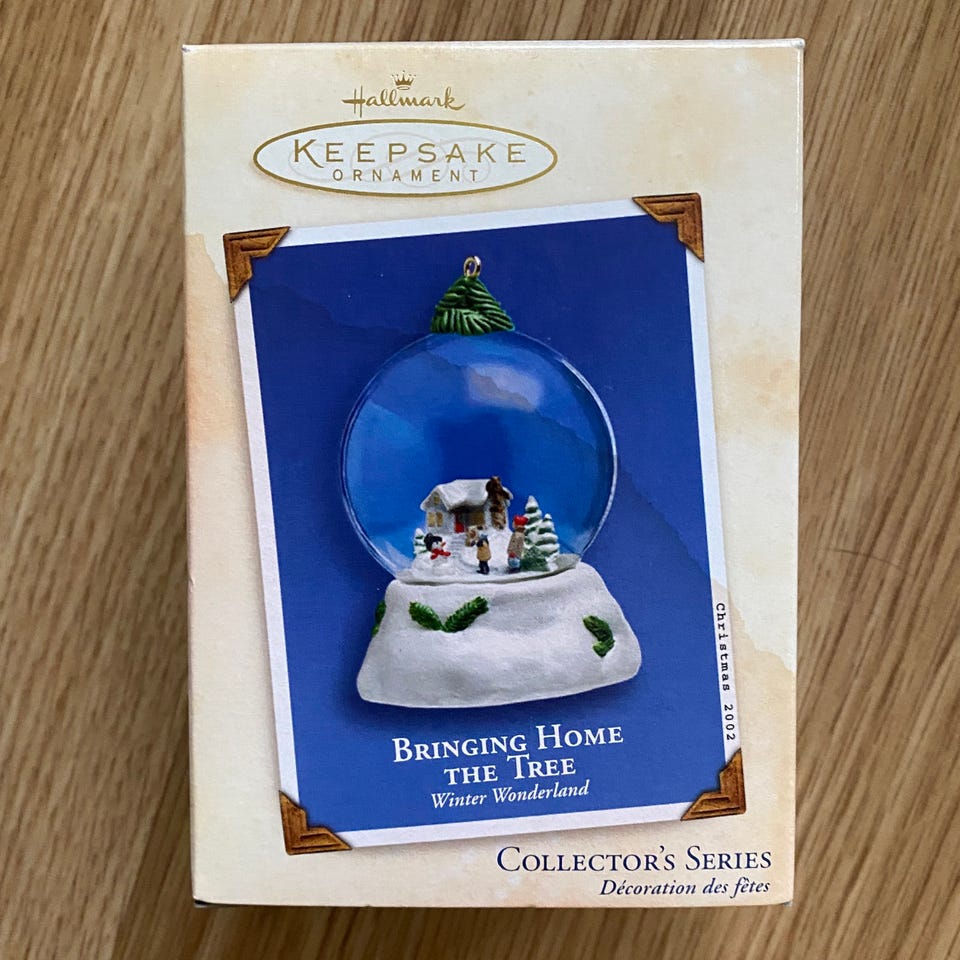 Hallmark
KEEPSAKE
ORNAMENT
Christmas 2002
BRINGING HOME
THE TREE
Winter Wonderland
COLLECTOR'S SERIES
Décoration des fêtes